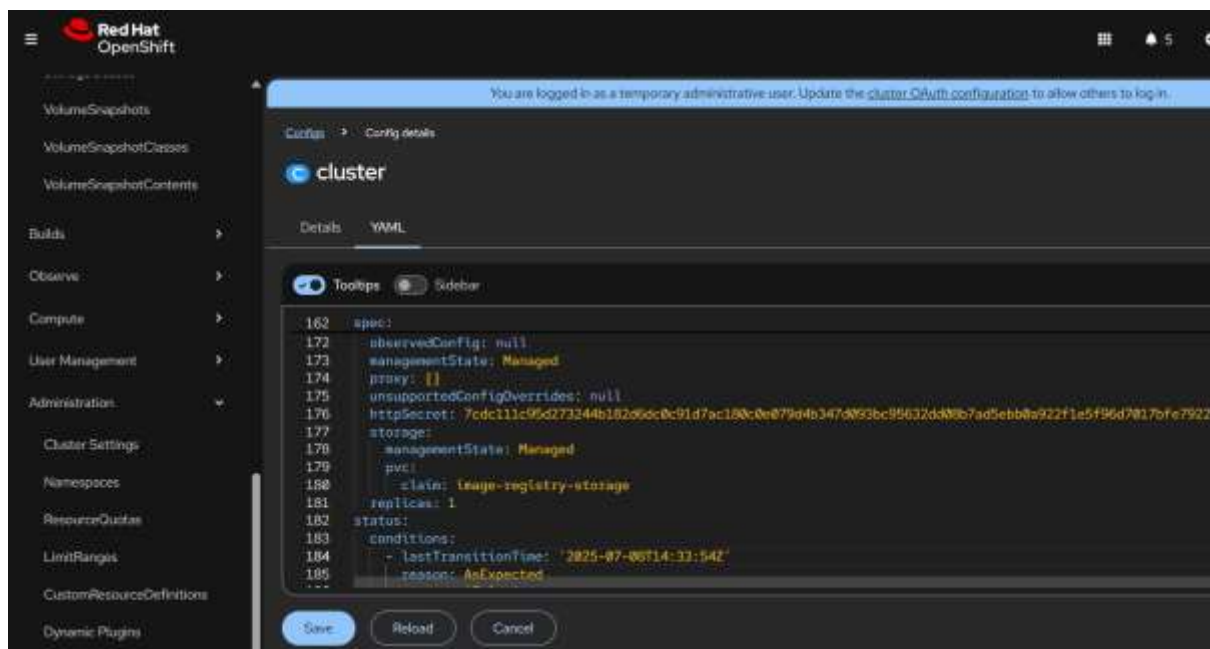 Red Hat
OpenShift
5
VolumeSnapshots
VolumeSnapshotClasses
VolumeSnapshotContents
Builds
Observe
Compute
User Management
Administration
Cluster Settings
Namespaces
ResourceQuotas
LimitRanges
CustomResourceDefinitions
Dynamic Plugins
You are logged in as a temporary administrative user. Update the cluster OAuth configuration to allow others to log in.
Configs > Config details
C cluster
Details YAML
Tooltips Sidebar
162 spec:
172 observedConfig: null
173 managementState: Managed
174 proxy: {}
175 unsupportedConfigOverrides: null
176 httpSecret:
177 storage:
178 managementState: Managed
179 pvc:
180 claim: image-registry-storage
181 replicas: 1
182 status:
183 conditions:
184 - lastTransitionTime: '2025-07-08T14:33:54Z'
185 reason: AsExpected
Save Reload Cancel